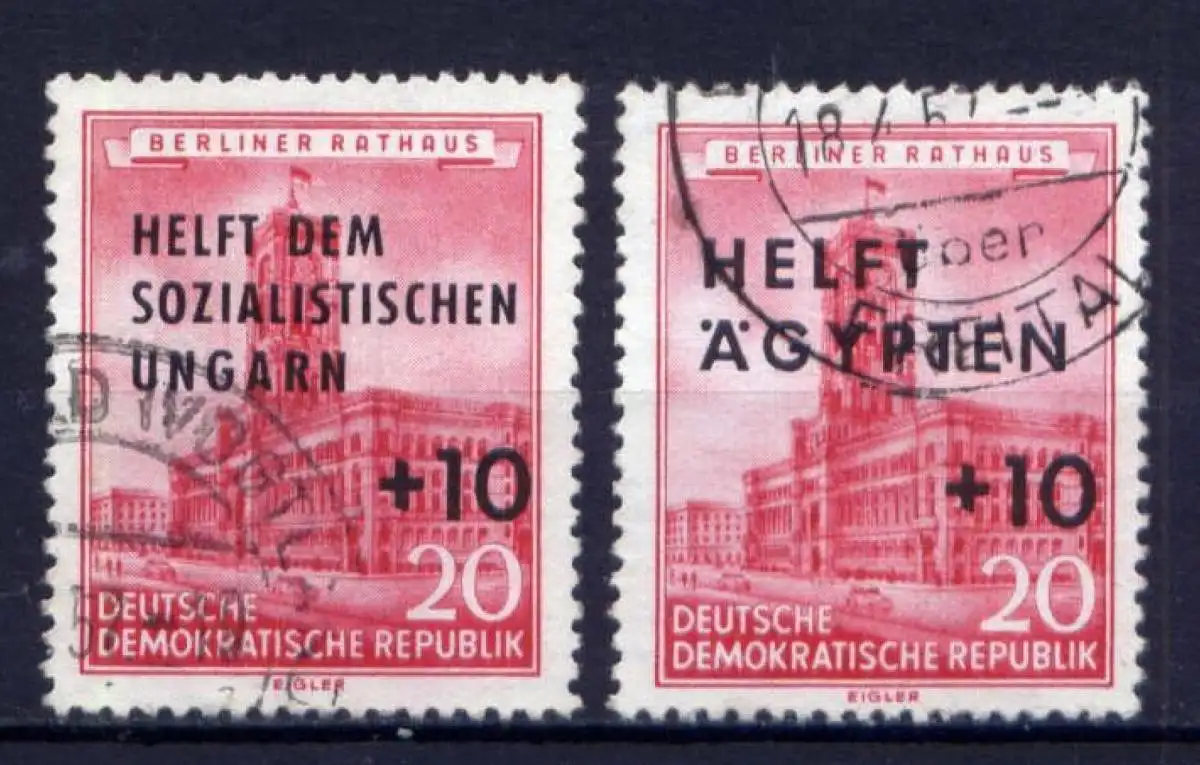 BERLINER RATHAUS
HELFT DEM
SOZIALISTISCHEN
UNGARN
+10
20
DEUTSCHE
DEMOKRATISCHE REPUBLIK
EIGLER
BERLINER RATHAUS
HELFT
ÄGYPTEN
+10
20
DEUTSCHE
DEMOKRATISCHE REPUBLIK
EIGLER
über